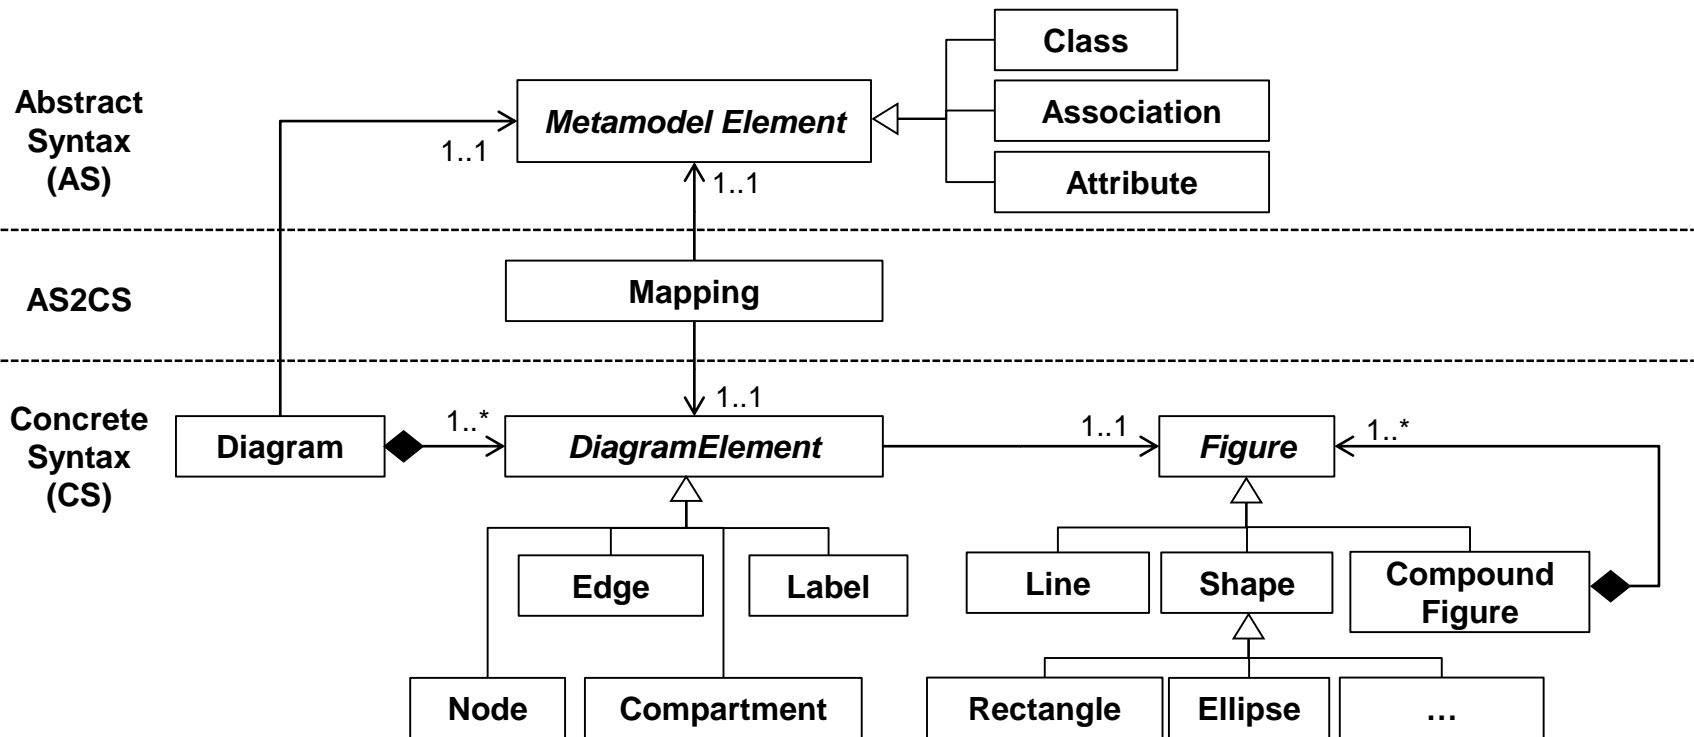 Class
Abstract
Syntax
(AS)
Metamodel Element
Association
1..1
1..1
Attribute
AS2CS
Mapping
1..1
Concrete
Syntax
(CS)
Diagram
1..*
DiagramElement
1..1
Figure
1..*
Edge
Label
Line
Shape
Compound
Figure
Node
Compartment
Rectangle
Ellipse
...